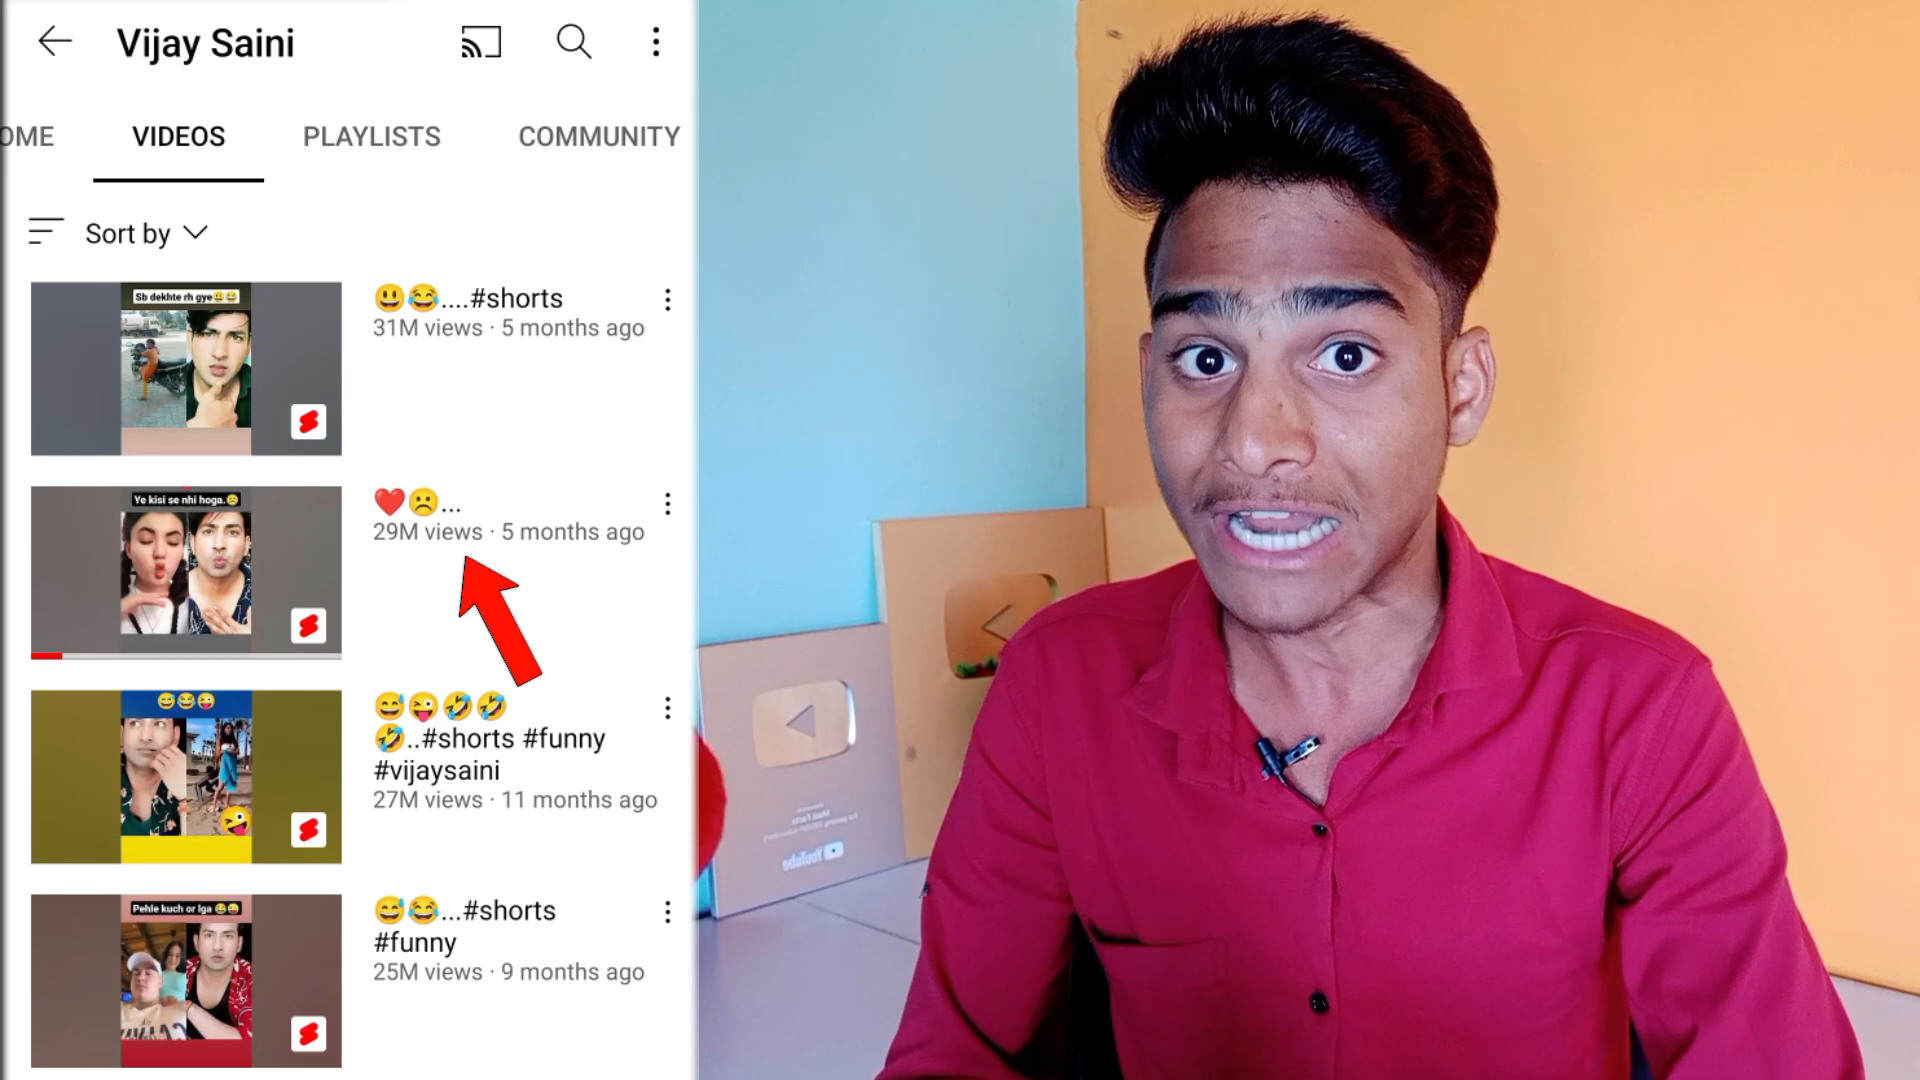 Vijay Saini
OME VIDEOS PLAYLISTS COMMUNITY
Sort by
Sb dekhte rh gye😃😂
😃😂....#shorts
31M views · 5 months ago
Ye kisi se nhi hoga.☹️
❤️☹️...
29M views · 5 months ago
😅😂😜
😅😜🤣🤣
🤣..#shorts #funny
#vijaysaini
27M views · 11 months ago
Pehle kuch or lga 😂😜
😅😂...#shorts
#funny
25M views · 9 months ago
YouTube